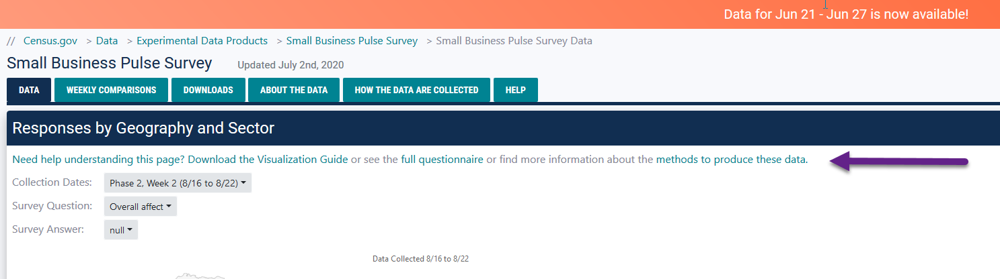 Data for Jun 21 - Jun 27 is now available!
// Census.gov > Data > Experimental Data Products > Small Business Pulse Survey > Small Business Pulse Survey Data
Small Business Pulse Survey Updated July 2nd, 2020
DATA WEEKLY COMPARISONS DOWNLOADS ABOUT THE DATA HOW THE DATA ARE COLLECTED HELP
Responses by Geography and Sector
Need help understanding this page? Download the Visualization Guide or see the full questionnaire or find more information about the methods to produce these data.
Collection Dates: Phase 2, Week 2 (8/16 to 8/22)
Survey Question: Overall affect
Survey Answer: null
Data Collected 8/16 to 8/22